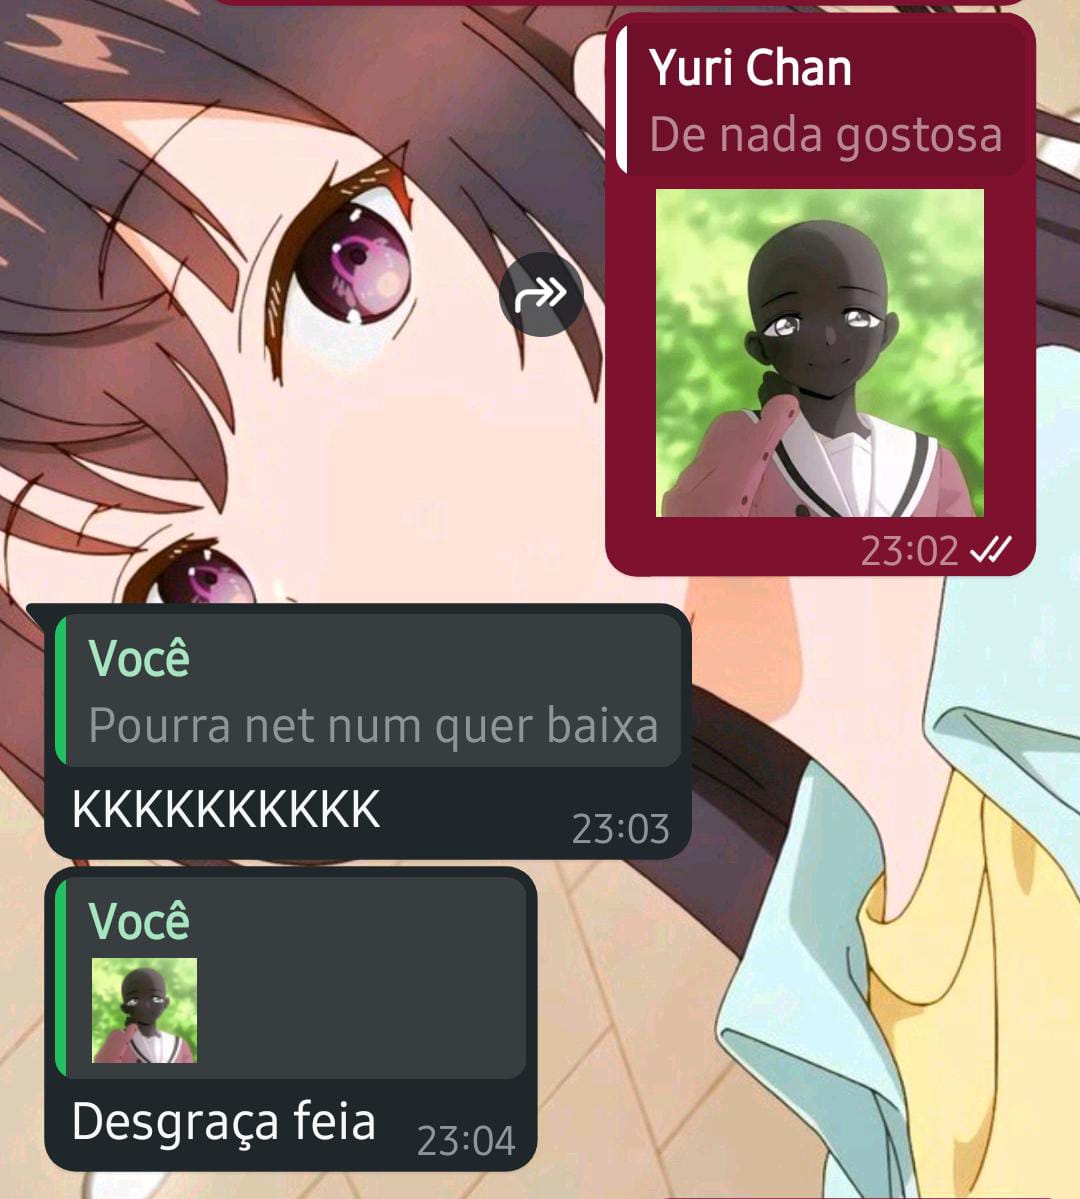 Yuri Chan
De nada gostosa
23:02
Você
Pourra net num quer baixa
KKKKKKKKKK
23:03
Você
Desgraça feia
23:04